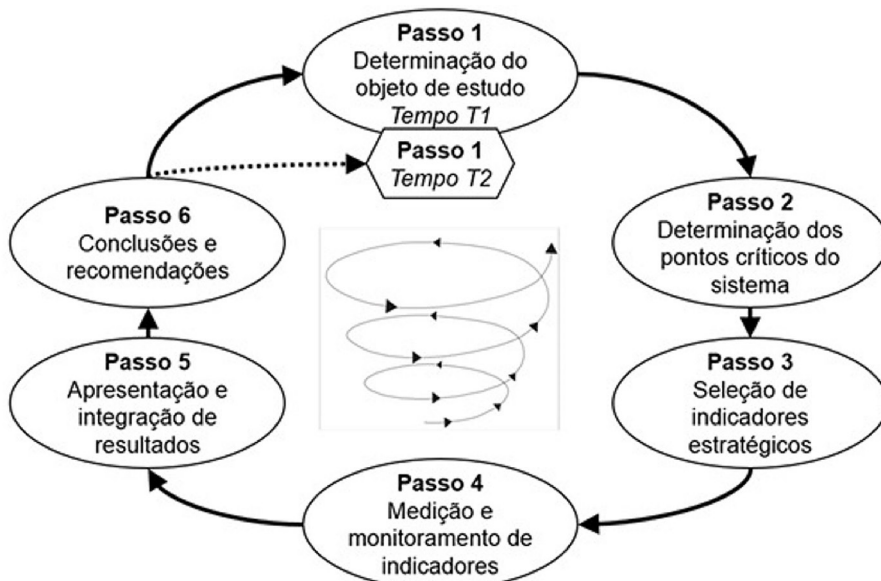 Passo 1
Determinação do
objeto de estudo
Tempo T1
Passo 1
Tempo T2
Passo 2
Determinação dos
pontos críticos do
sistema
Passo 3
Seleção de
indicadores
estratégicos
Passo 4
Medição e
monitoramento de
indicadores
Passo 5
Apresentação e
integração de
resultados
Passo 6
Conclusões e
recomendações